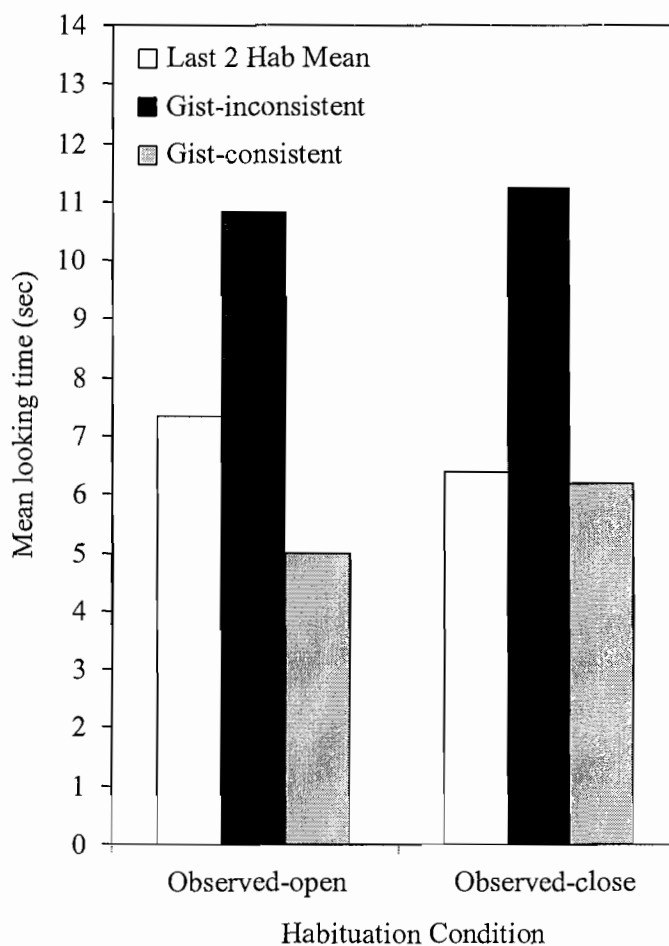 14
13
12
11
10
9
8
7
6
5
4
3
2
1
0
Mean looking time (sec)
Last 2 Hab Mean
Gist-inconsistent
Gist-consistent
Observed-open
Observed-close
Habituation Condition